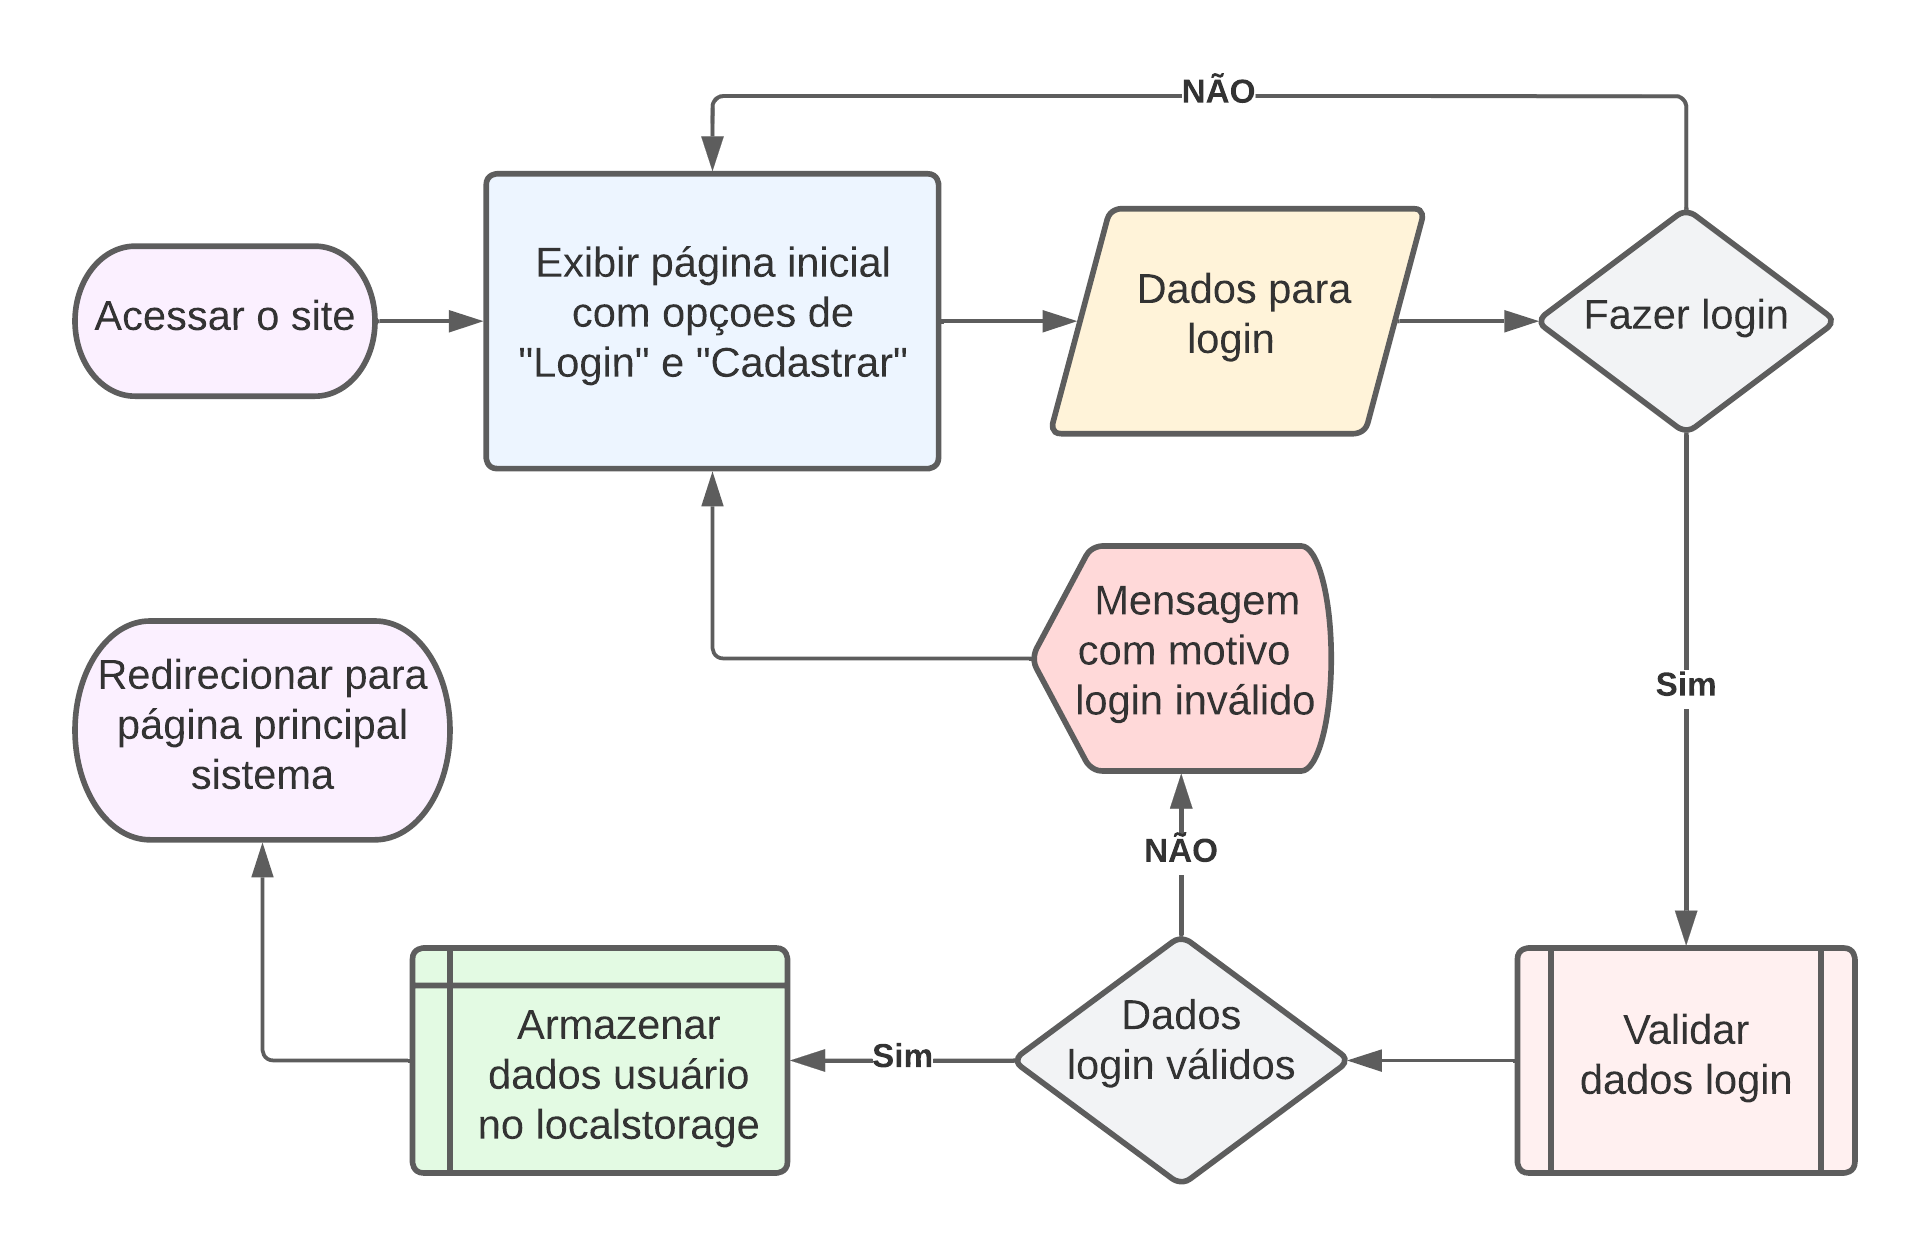 NÃO
Acessar o site
Exibir página inicial
com opçoes de
"Login" e "Cadastrar"
Dados para
login
Fazer login
Sim
Mensagem
com motivo
login inválido
Redirecionar para
página principal
sistema
NÃO
Armazenar
dados usuário
no localstorage
Sim
Dados
login válidos
Validar
dados login